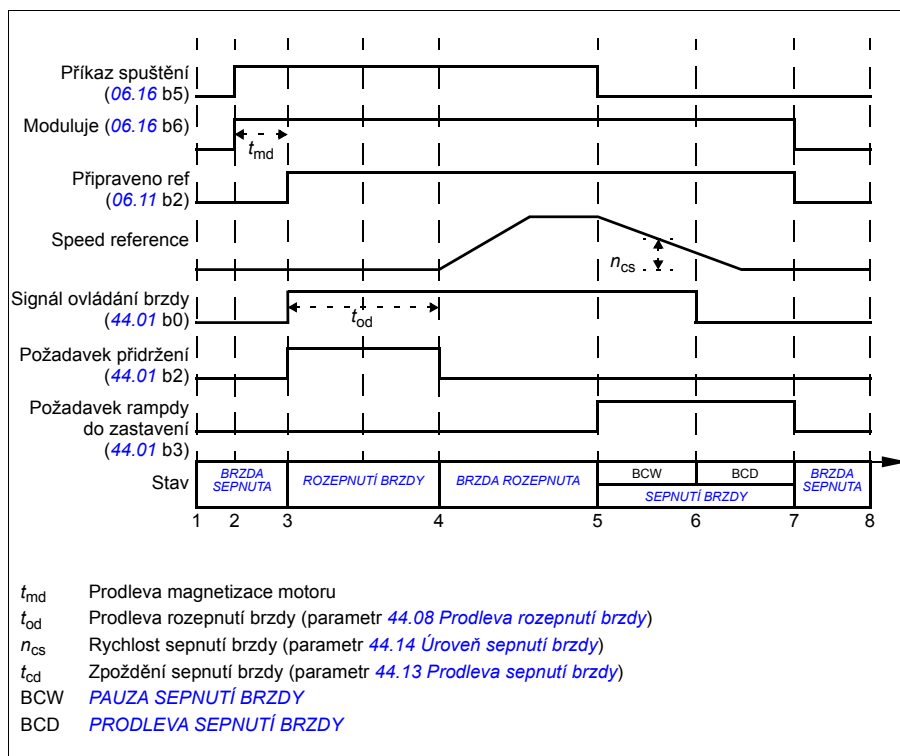 Příkaz spuštění
(06.16 b5)
Moduluje (06.16 b6)
tmd
Připraveno ref
(06.11 b2)
Speed reference
ncs
Signál ovládání brzdy
(44.01 b0)
tod
Požadavek přidržení
(44.01 b2)
Požadavek rampdy
do zastavení
(44.01 b3)
Stav
BRZDA
SEPNUTA
ROZEPNUTÍ BRZDY
BRZDA ROZEPNUTA
BCW
BCD
SEPNUTÍ BRZDY
BRZDA
SEPNUTA
1 2 3 4 5 6 7 8
tmd Prodleva magnetizace motoru
tod Prodleva rozepnutí brzdy (parametr 44.08 Prodleva rozepnutí brzdy)
ncs Rychlost sepnutí brzdy (parametr 44.14 Úroveň sepnutí brzdy)
tcd Zpoždění sepnutí brzdy (parametr 44.13 Prodleva sepnutí brzdy)
BCW PAUZA SEPNUTÍ BRZDY
BCD PRODLEVA SEPNUTÍ BRZDY